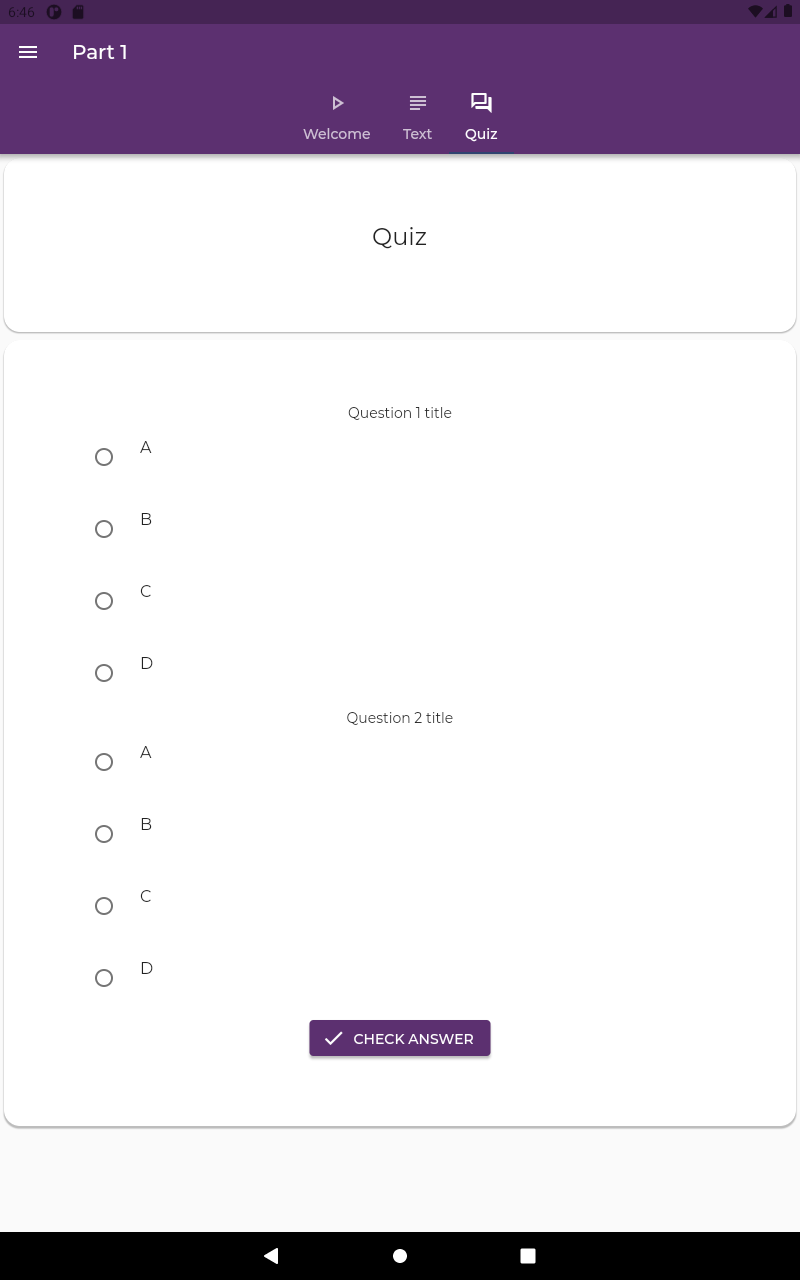 6:46
Part 1
Welcome Text Quiz
Quiz
Question 1 title
A
B
C
D
Question 2 title
A
B
C
D
CHECK ANSWER